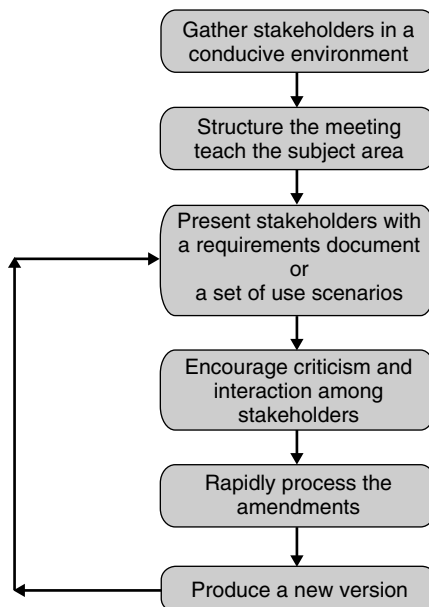 Gather stakeholders in a
conducive environment
Structure the meeting
teach the subject area
Present stakeholders with
a requirements document
or
a set of use scenarios
Encourage criticism and
interaction among
stakeholders
Rapidly process the
amendments
Produce a new version